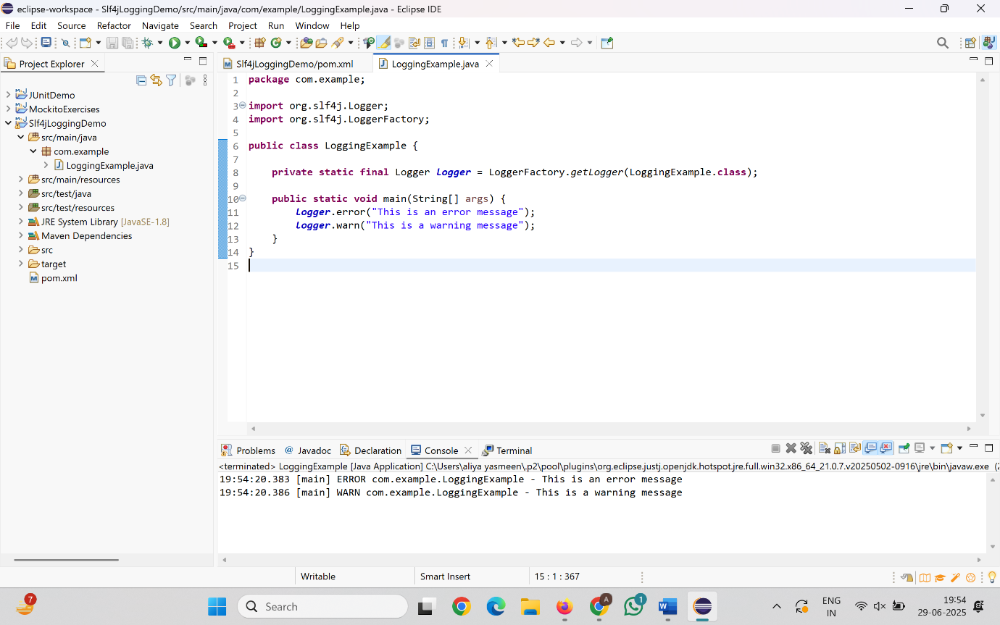 eclipse-workspace - Slf4jLoggingDemo/src/main/java/com/example/LoggingExample.java - Eclipse IDE
File Edit Source Refactor Navigate Search Project Run Window Help
Project Explorer
Slf4jLoggingDemo/pom.xml
LoggingExample.java
JUnitDemo
MockitoExercises
Slf4jLoggingDemo
src/main/java
com.example
LoggingExample.java
src/main/resources
src/test/java
src/test/resources
JRE System Library [JavaSE-1.8]
Maven Dependencies
src
target
pom.xml
1 package com.example;
2
3 import org.slf4j.Logger;
4 import org.slf4j.LoggerFactory;
5
6 public class LoggingExample {
7
8 private static final Logger logger = LoggerFactory.getLogger(LoggingExample.class);
9
10 public static void main(String[] args) {
11 logger.error("This is an error message");
12 logger.warn("This is a warning message");
13 }
14 }
15
Problems @ Javadoc Declaration Console Terminal
<terminated> LoggingExample [Java Application] C:\Users\aliya yasmeen\.p2\pool\plugins\org.eclipse.justj.openjdk.hotspot.jre.full.win32.x86_64_21.0.7.v20250502-0916\jre\bin\javaw.exe (2
19:54:20.383 [main] ERROR com.example.LoggingExample - This is an error message
19:54:20.386 [main] WARN com.example.LoggingExample - This is a warning message
Writable Smart Insert 15 : 1 : 367
7
Search
A
1
W
ENG
IN
19:54
29-06-2025